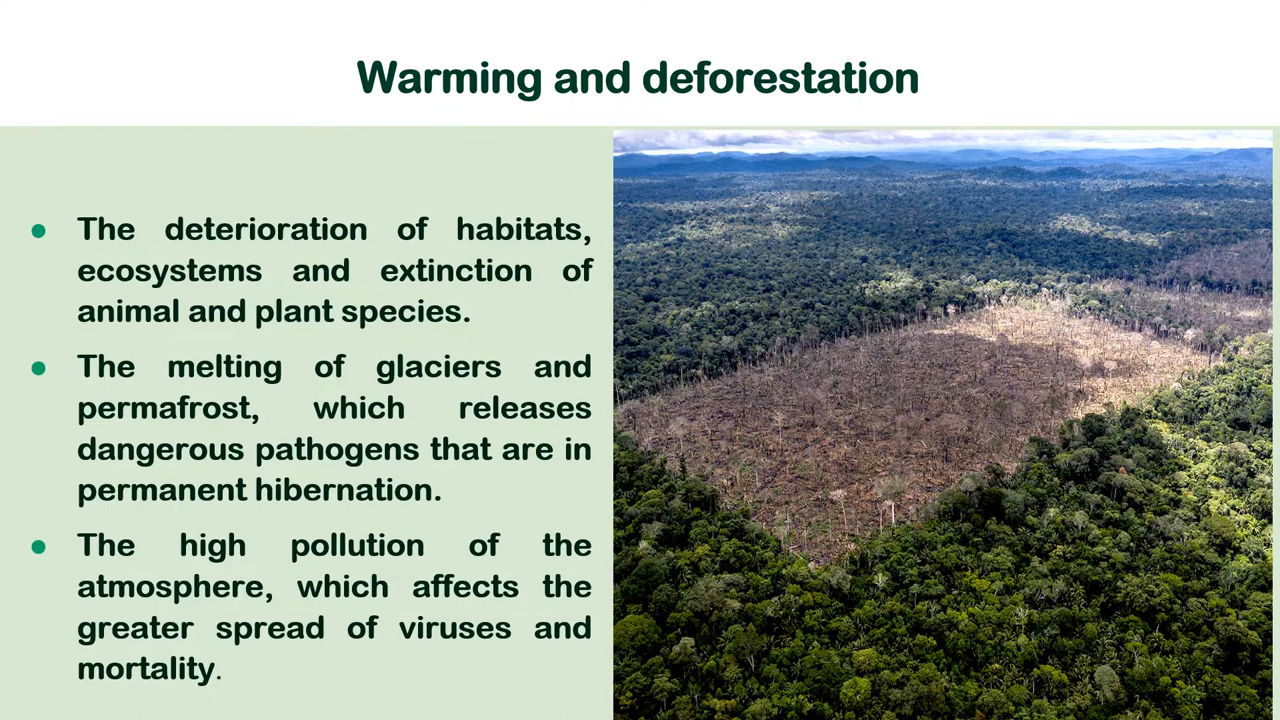 Warming and deforestation
● The deterioration of habitats,
ecosystems and extinction of
animal and plant species.
● The melting of glaciers and
permafrost, which releases
dangerous pathogens that are in
permanent hibernation.
● The high pollution of the
atmosphere, which affects the
greater spread of viruses and
mortality.